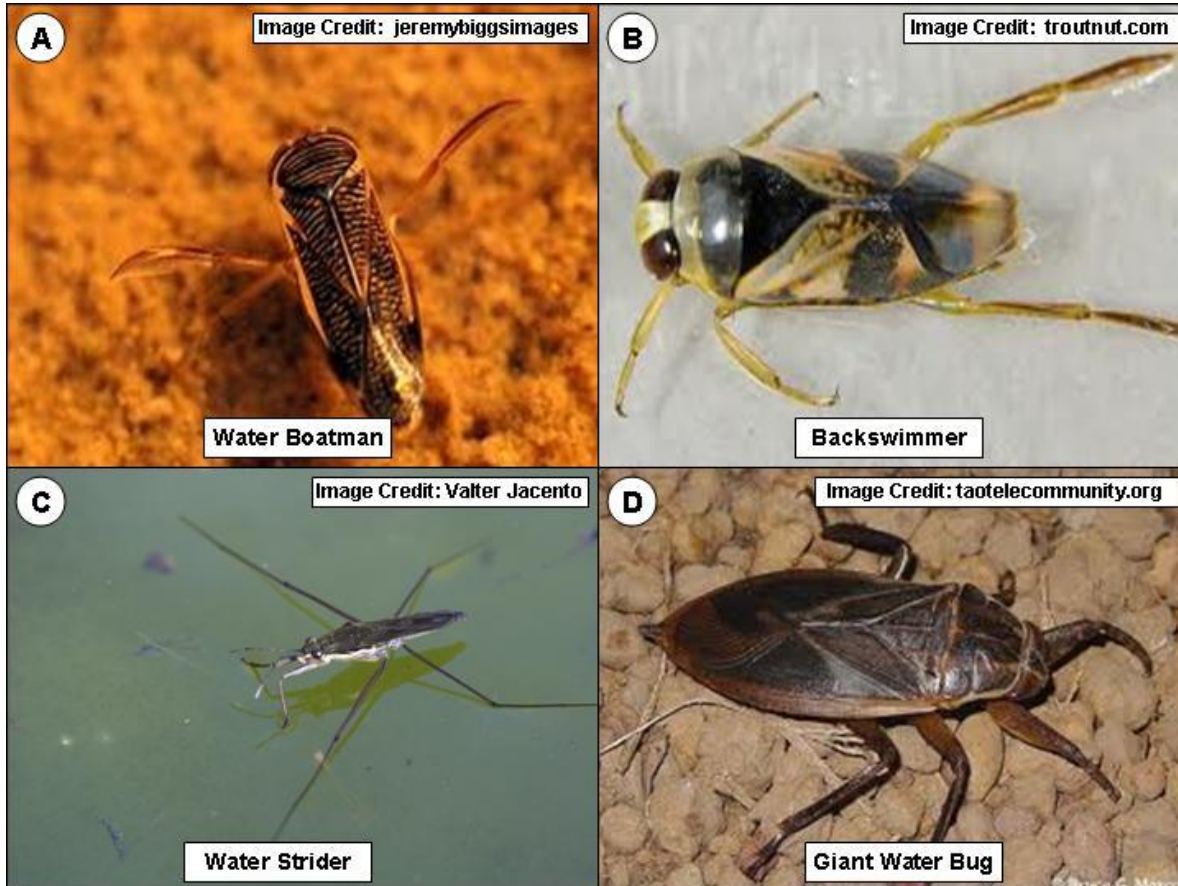 A
Image Credit: jeremybiggsimages
Water Boatman
B
Image Credit: troutnut.com
Backswimmer
C
Image Credit: Valter Jacento
Water Strider
D
Image Credit: taotelecommunity.org
Giant Water Bug